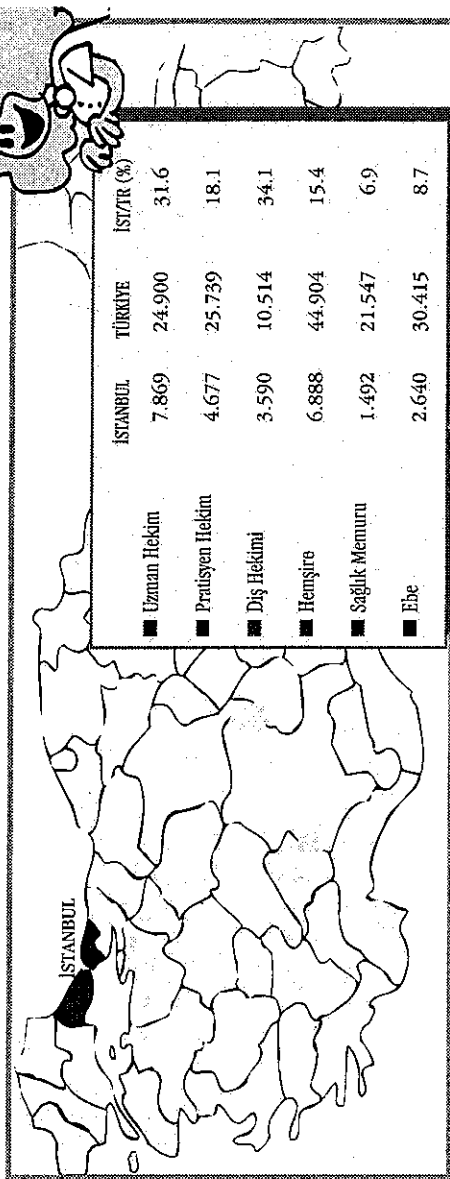 İSTANBUL
İSTANBUL TÜRKİYE İST/TR (%)
Uzman Hekim 7.869 24.900 31.6
Pratisyen Hekim 4.677 25.739 18.1
Diş Hekimi 3.590 10.514 34.1
Hemşire 6.888 44.904 15.4
Sağlık Memuru 1.492 21.547 6.9
Ebe 2.640 30.415 8.7